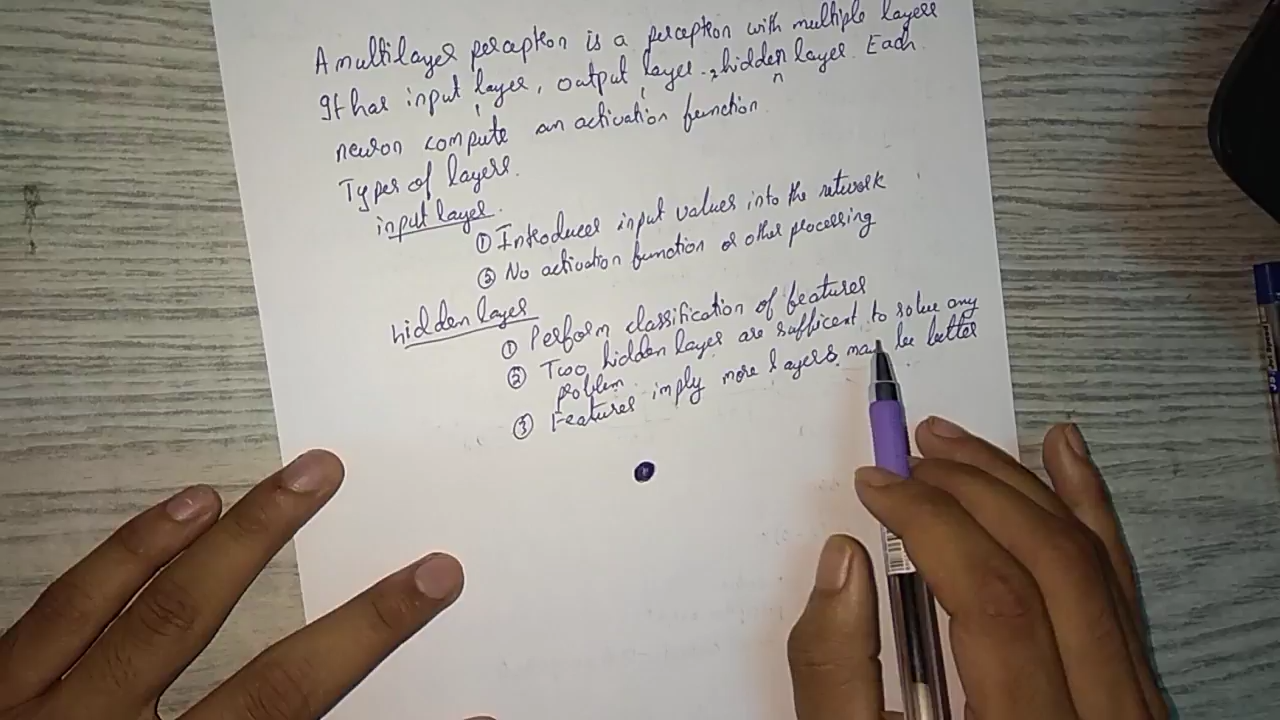 A multilayer perceptron is a perceptron with multiple layers
It has input layer, output layer, hidden layer. Each
neuron compute an activation function
Types of layers.
input layer.
① Introduces input values into the network
② No activation function or other processing
hidden layer
① Perform classification of features
② Two hidden layer are sufficent to solve any
problem.
③ Features imply more layers may be better